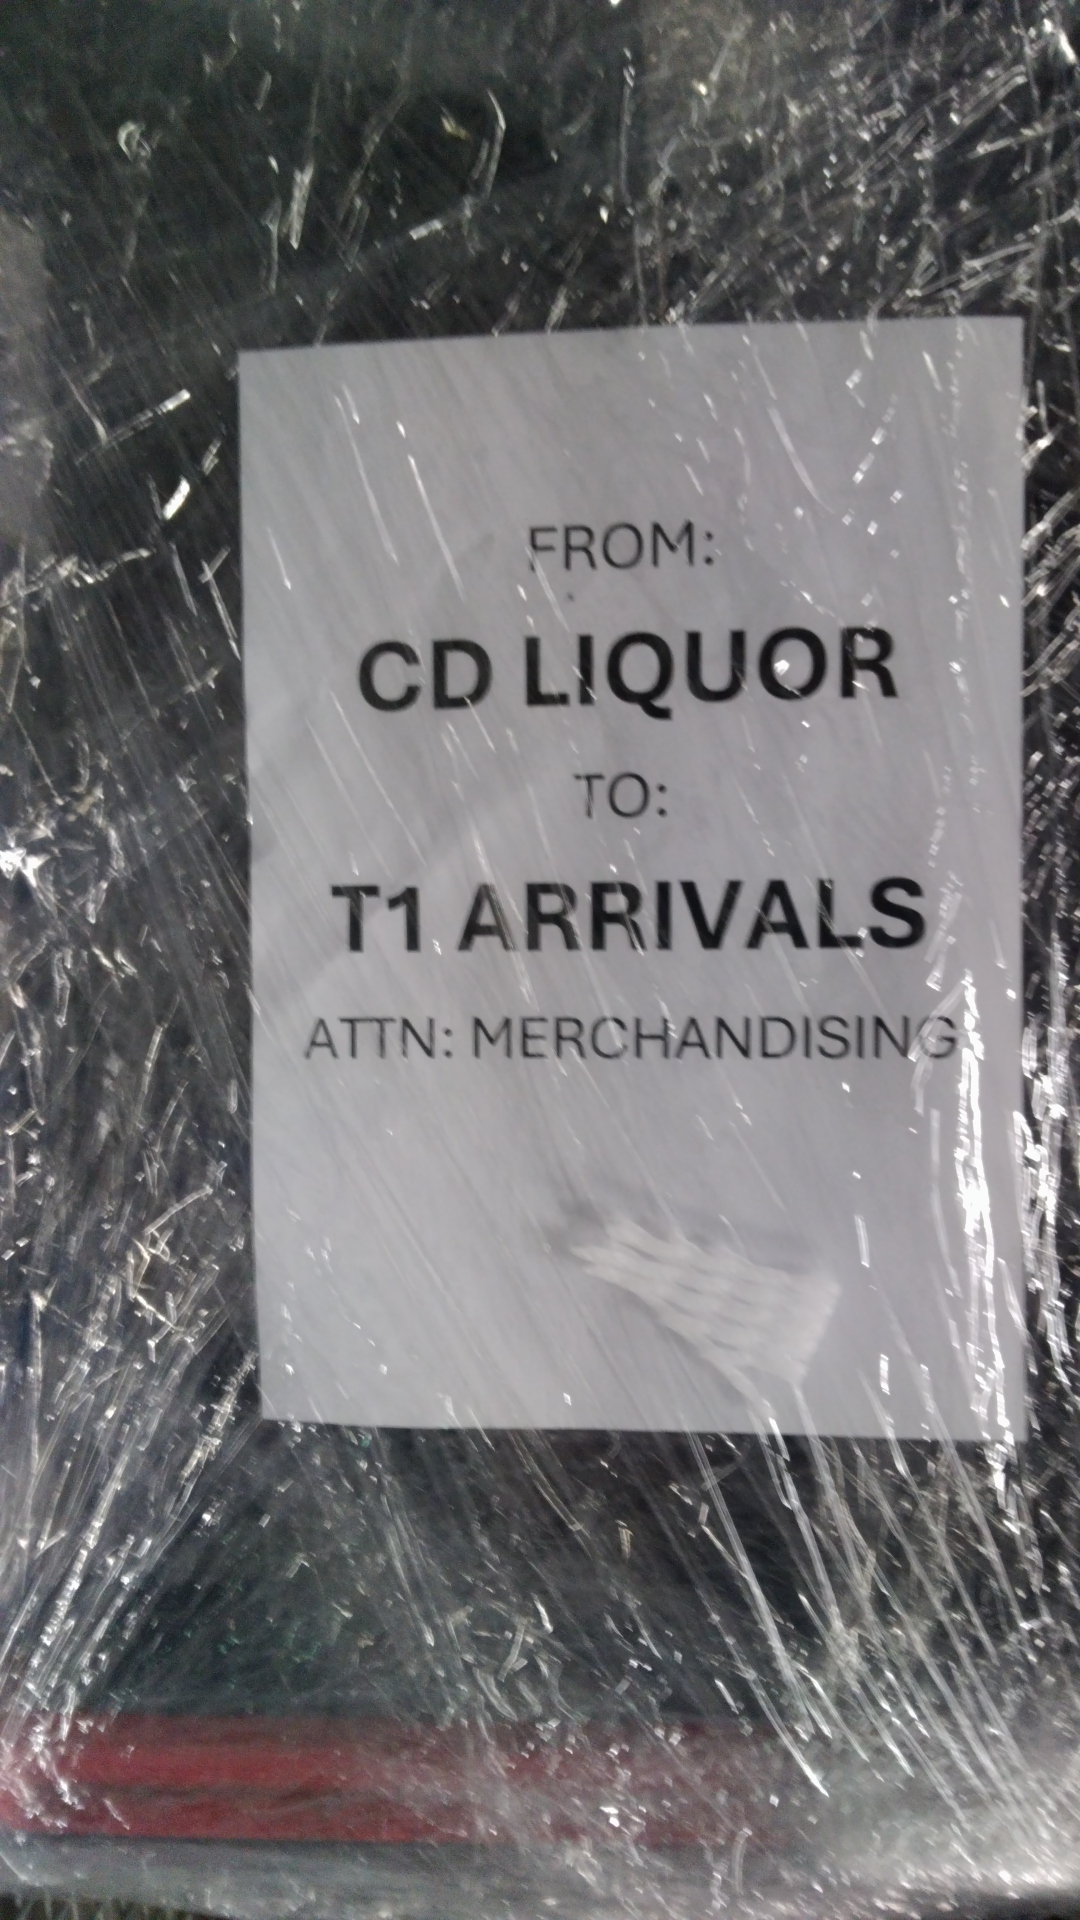 FROM:
CD LIQUOR
TO:
T1 ARRIVALS
ATTN: MERCHANDISING